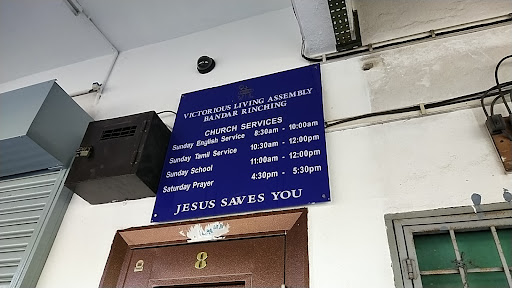 VICTORIOUS LIVING ASSEMBLY
BANDAR RINCHING
CHURCH SERVICES
Sunday English Service 8:30am - 10:00am
Sunday Tamil Service 10:30am - 12:00pm
Sunday School 11:00am - 12:00pm
Saturday Prayer 4:30pm - 5:30pm
JESUS SAVES YOU
8